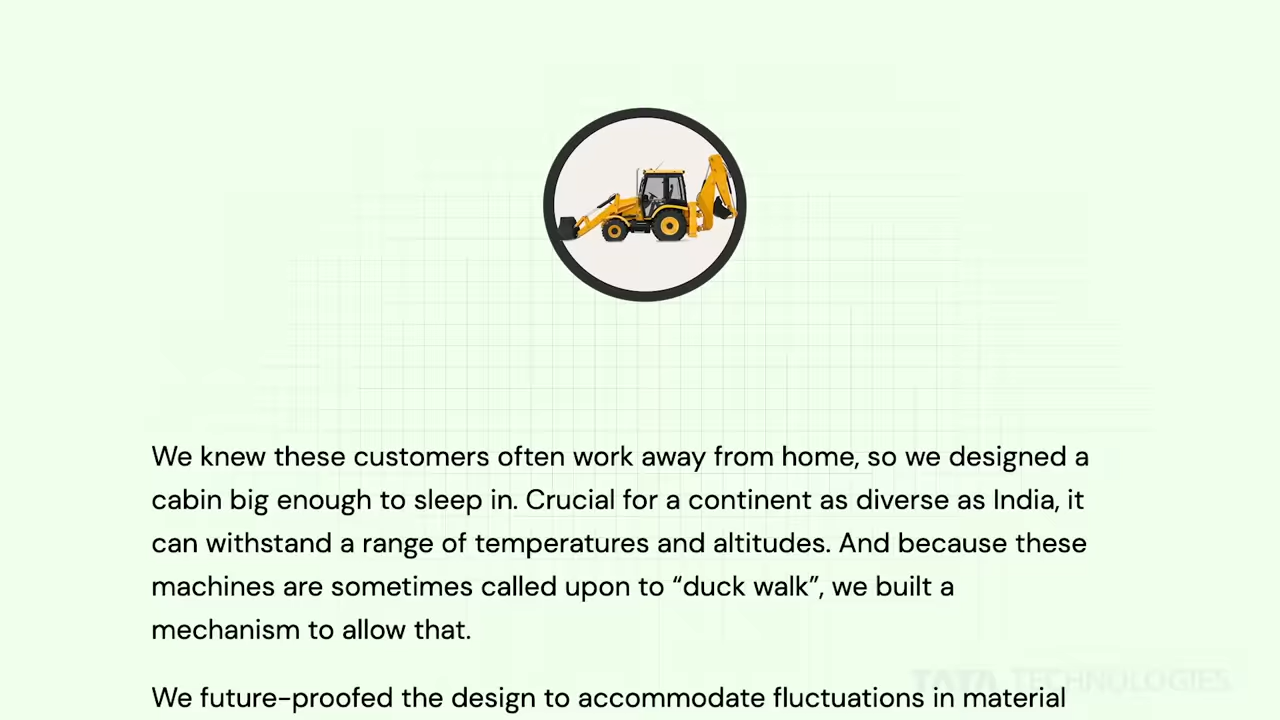 We knew these customers often work away from home, so we designed a
cabin big enough to sleep in. Crucial for a continent as diverse as India, it
can withstand a range of temperatures and altitudes. And because these
machines are sometimes called upon to “duck walk”, we built a
mechanism to allow that.
We future-proofed the design to accommodate fluctuations in material
TATA TECHNOLOGIES